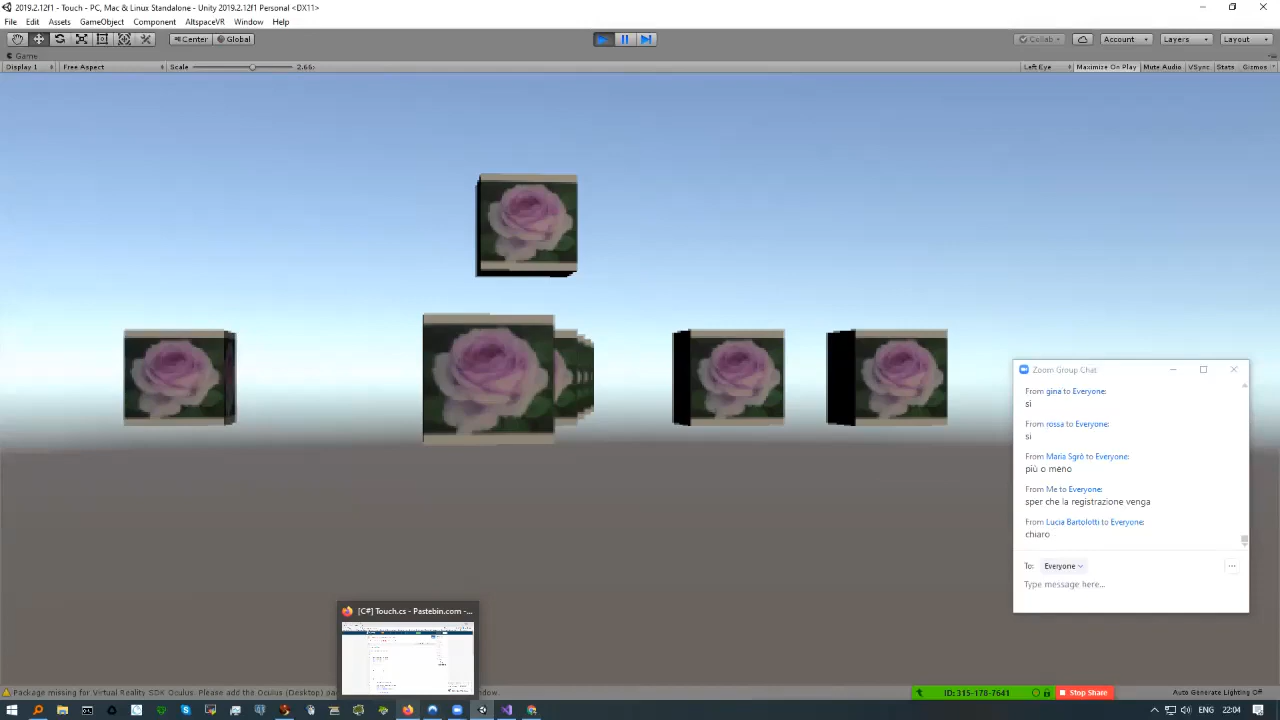 2019.2.12f1 - Touch - PC, Mac & Linux Standalone - Unity 2019.2.12f1 Personal <DX11>
File Edit Assets GameObject Component AltspaceVR Window Help
Center Global Collab Account Layers Layout
Game
Display 1 Free Aspect Scale 2.66x Left Eye Maximize On Play Mute Audio VSync Stats Gizmos
Zoom Group Chat
From gina to Everyone:
si
From rossa to Everyone:
si
From Maria Sgrò to Everyone:
più o meno
From Me to Everyone:
sper che la registrazione venga
From Lucia Bartolotti to Everyone:
chiaro
To: Everyone
Type message here...
[C#] Touch.cs - Pastebin.com -...
Package missing for Virtual Reality SDK Oculus. Please add the Oculus (Desktop) pa
ndow.
ID: 315-178-7641 Stop Share Auto Generate Lighting Off
22:04